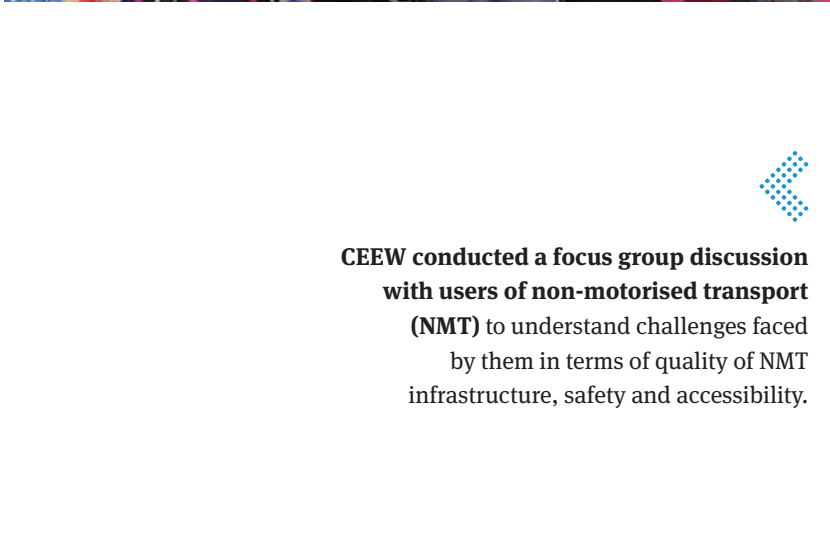 CEEW conducted a focus group discussion
with users of non-motorised transport
(NMT) to understand challenges faced
by them in terms of quality of NMT
infrastructure, safety and accessibility.